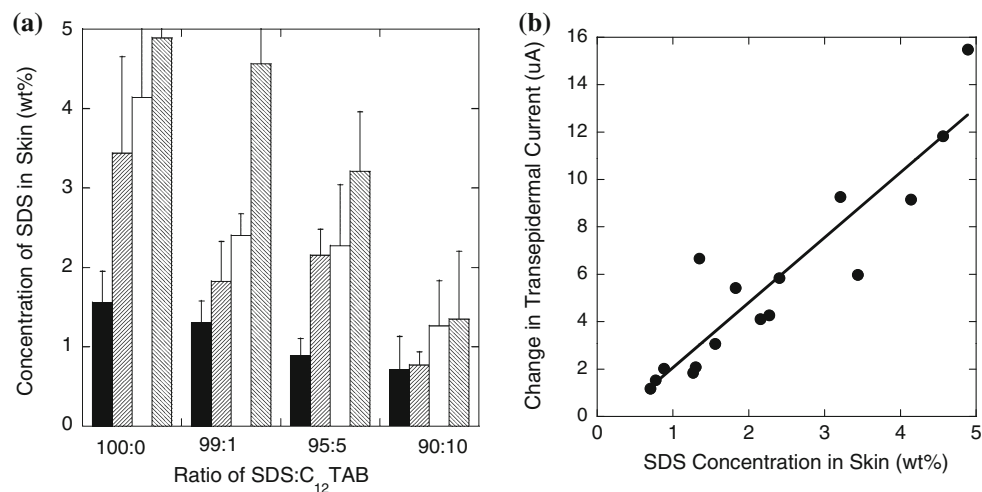 (a)
Concentration of SDS in Skin (wt%)
5
4
3
2
1
0
100:0 99:1 95:5 90:10
Ratio of SDS:C₁₂TAB
(b)
Change in Transepidermal Current (uA)
16
14
12
10
8
6
4
2
0
0 1 2 3 4 5
SDS Concentration in Skin (wt%)